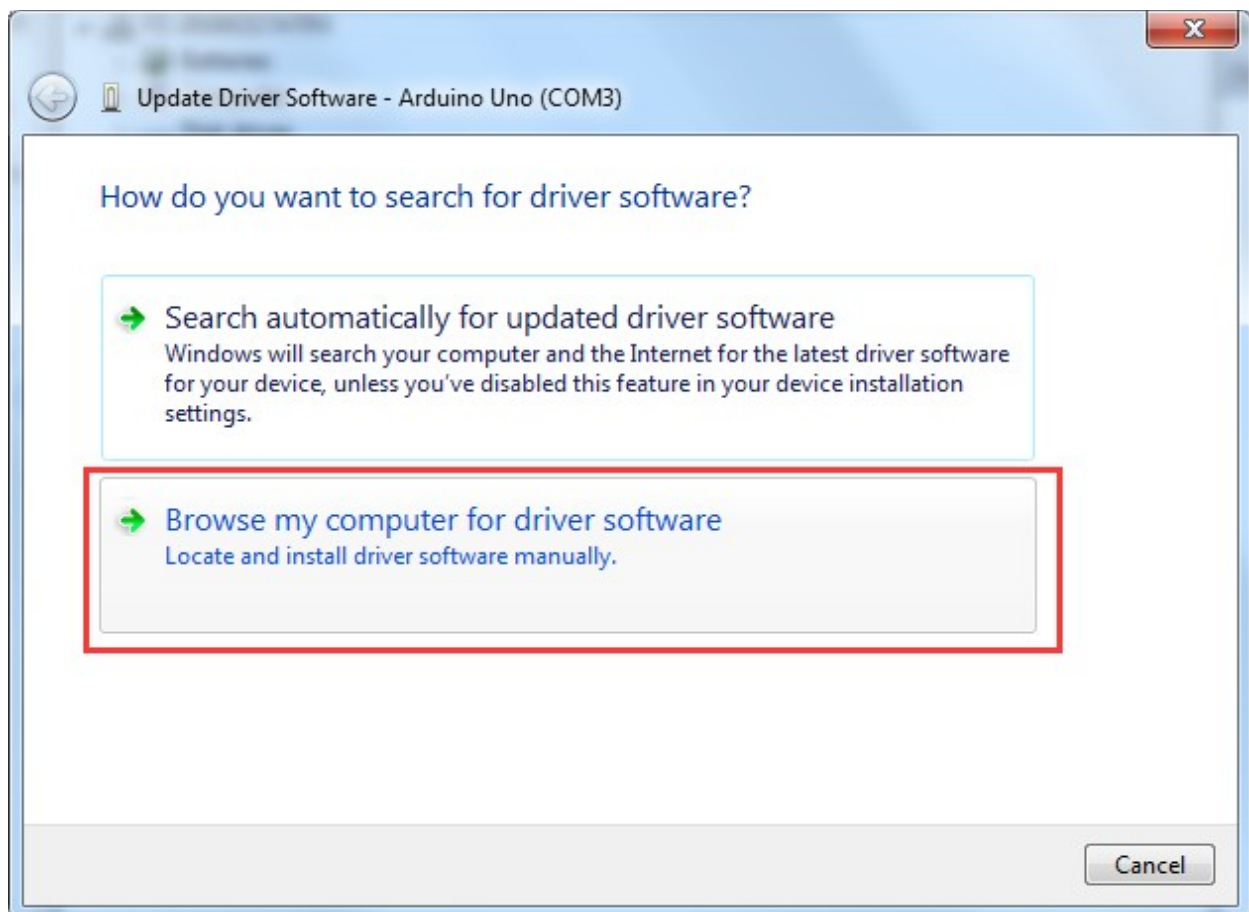 Update Driver Software - Arduino Uno (COM3)
How do you want to search for driver software?
Search automatically for updated driver software
Windows will search your computer and the Internet for the latest driver software
for your device, unless you've disabled this feature in your device installation
settings.
Browse my computer for driver software
Locate and install driver software manually.
Cancel